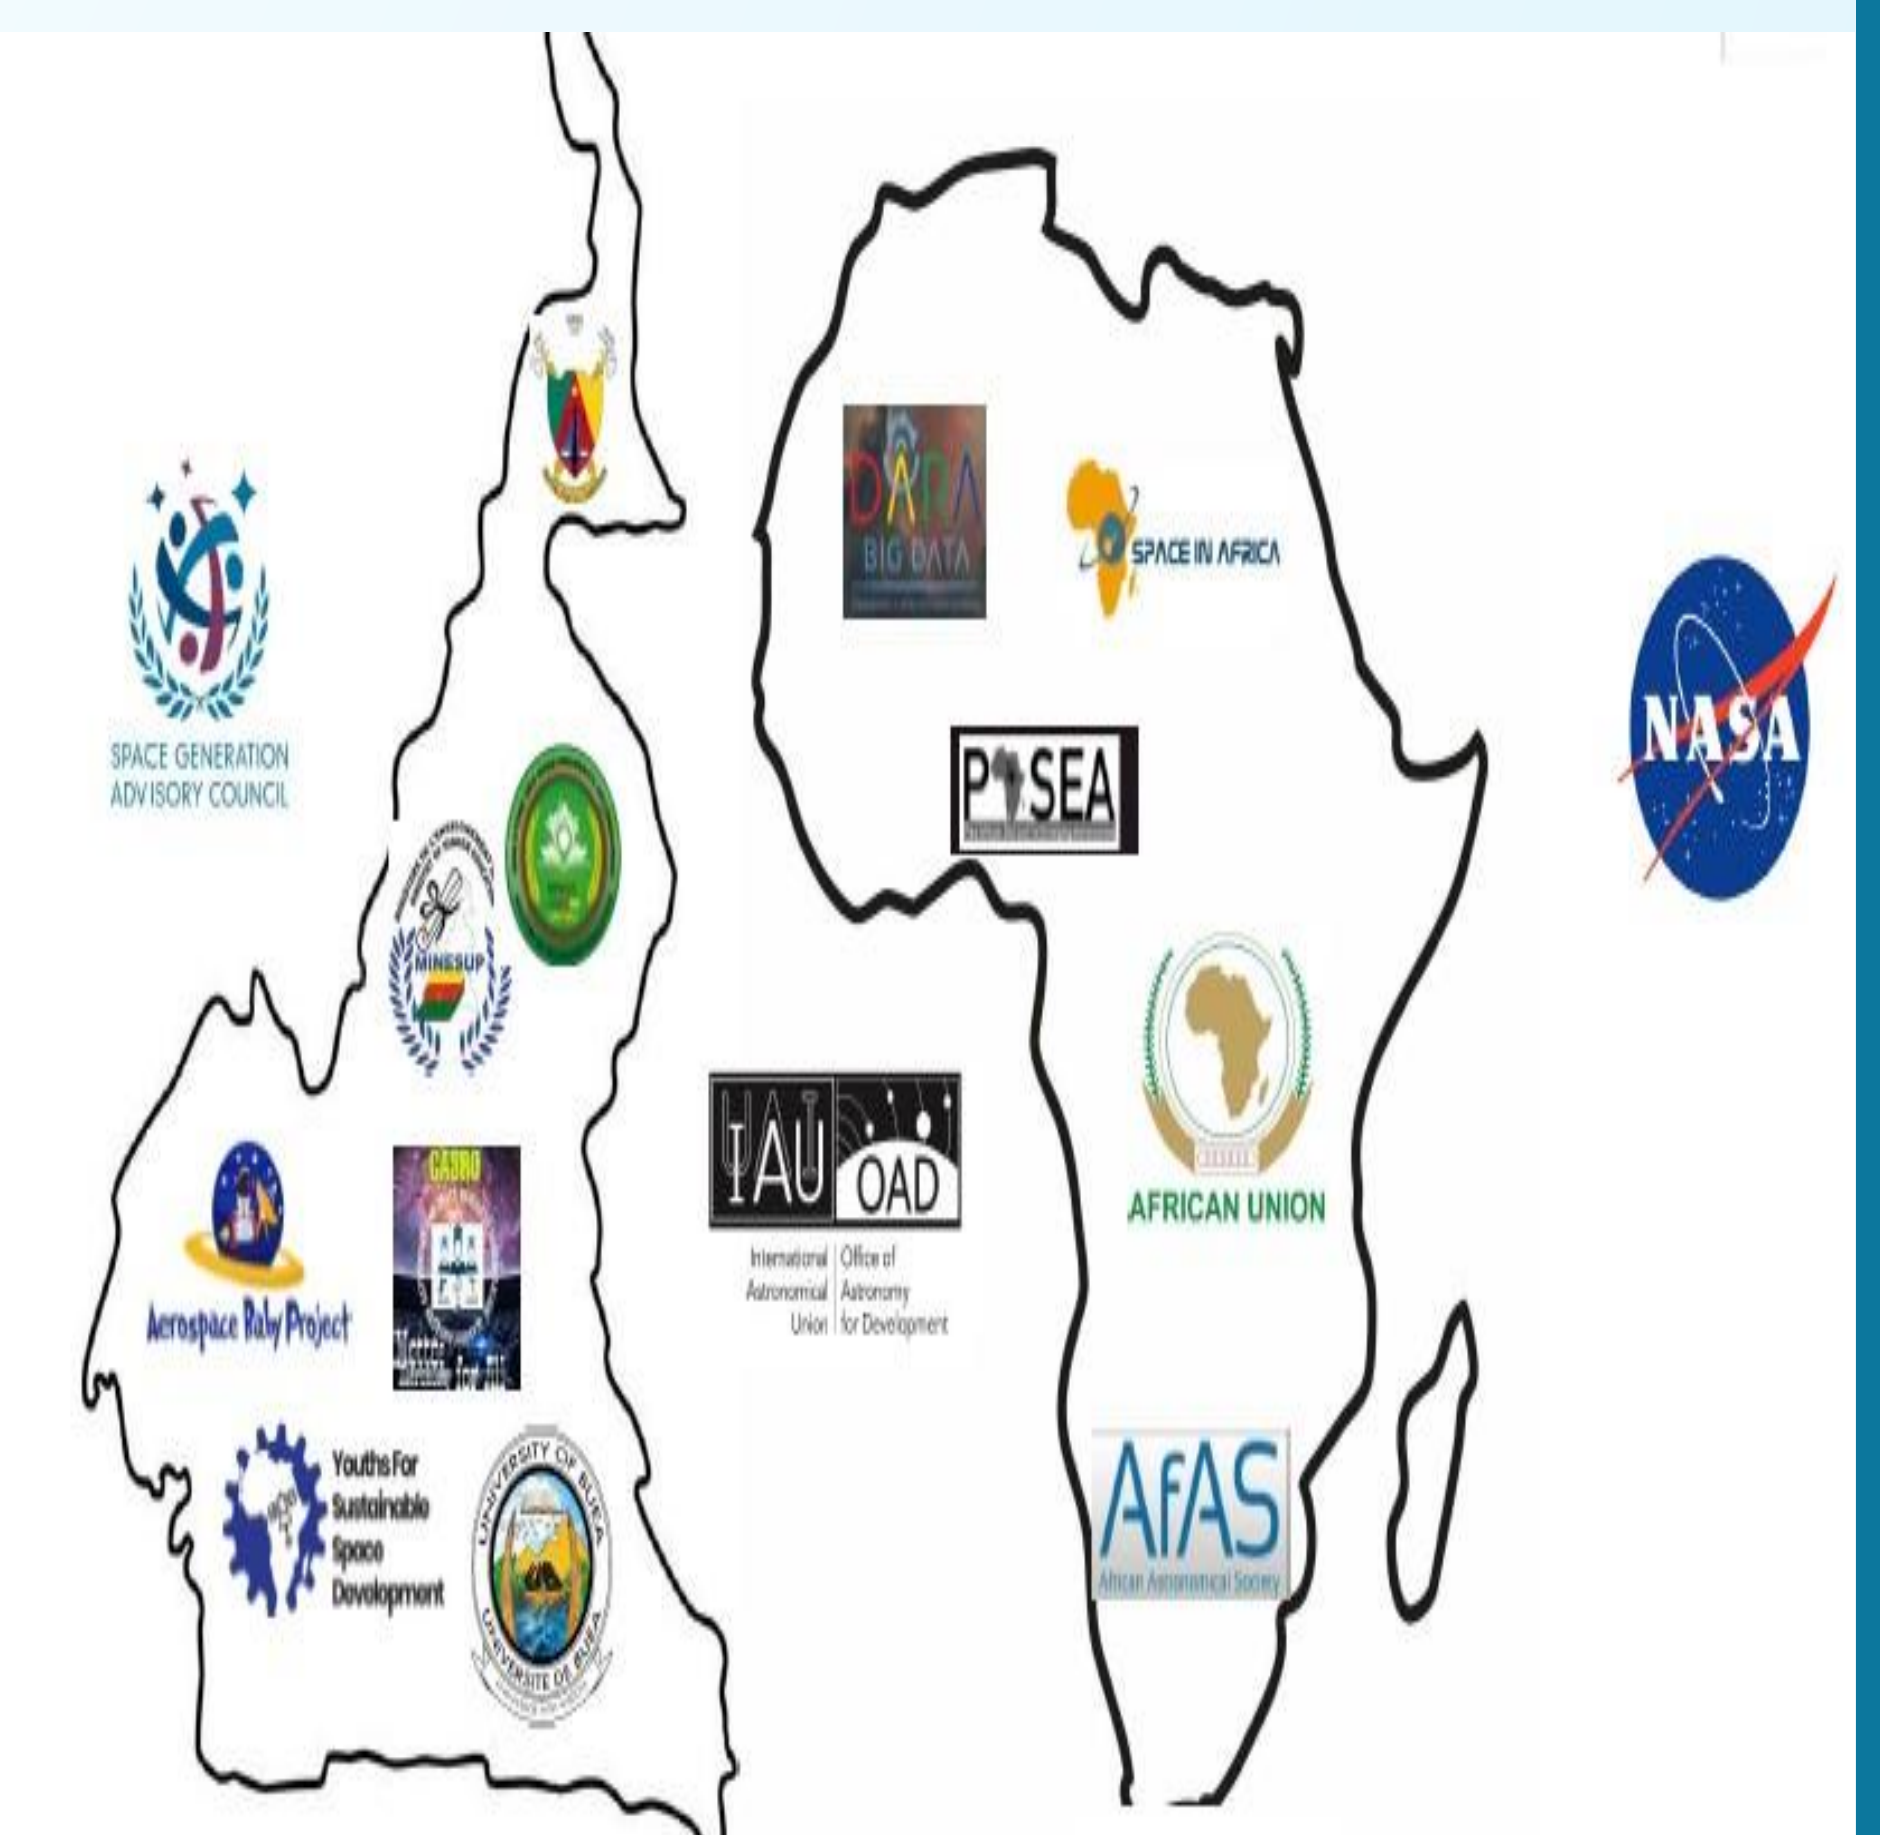 SPACE GENERATION
ADVISORY COUNCIL
MINESUP
Aerospace Baby Project
CASRO
Youths For
Sustainable
Space
Development
UNIVERSITY OF BUEA
UNIVERSITE DE BUEA
DARA
BIG DATA
SPACE IN AFRICA
P SEA
IAU OAD
International Office of
Astronomical Astronomy
Union for Development
AFRICAN UNION
AfAS
African Astronomical Society
NASA